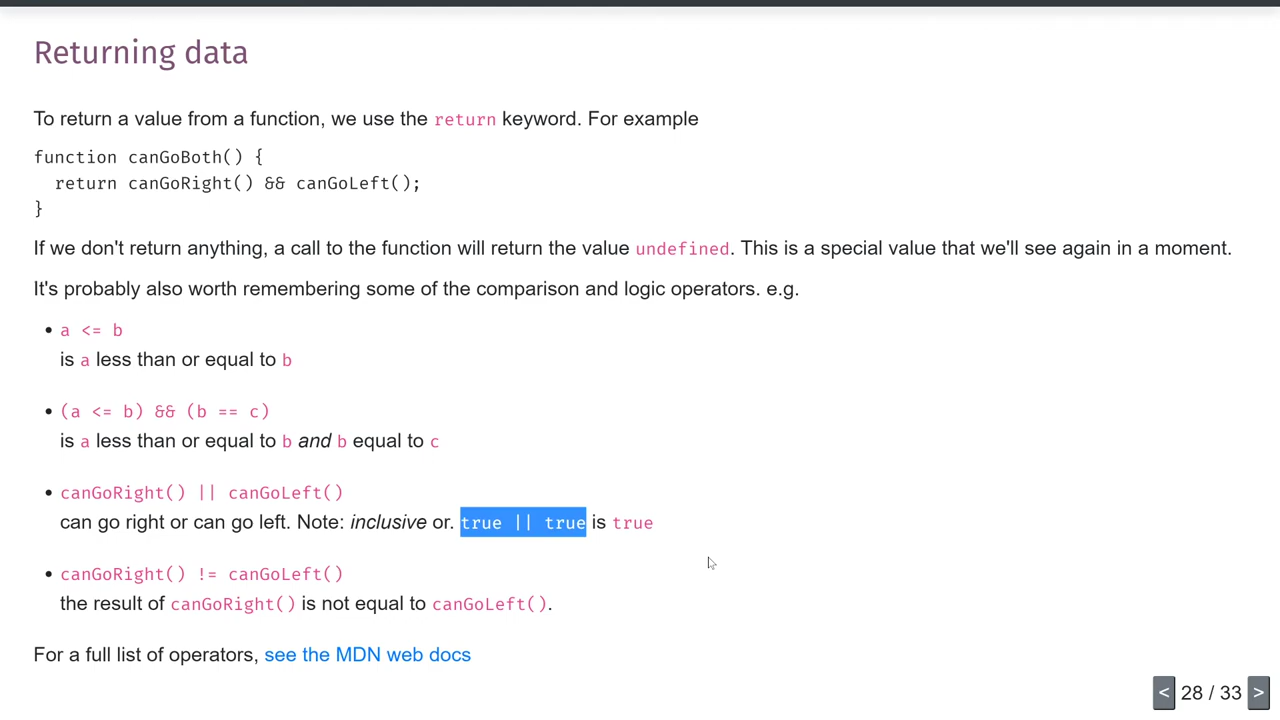 Returning data
To return a value from a function, we use the return keyword. For example
function canGoBoth() {
  return canGoRight() && canGoLeft();
}
If we don't return anything, a call to the function will return the value undefined. This is a special value that we'll see again in a moment.
It's probably also worth remembering some of the comparison and logic operators. e.g.
• a <= b
is a less than or equal to b
• (a <= b) && (b == c)
is a less than or equal to b and b equal to c
• canGoRight() || canGoLeft()
can go right or can go left. Note: inclusive or. true || true is true
• canGoRight() != canGoLeft()
the result of canGoRight() is not equal to canGoLeft().
For a full list of operators, see the MDN web docs
< 28 / 33 >